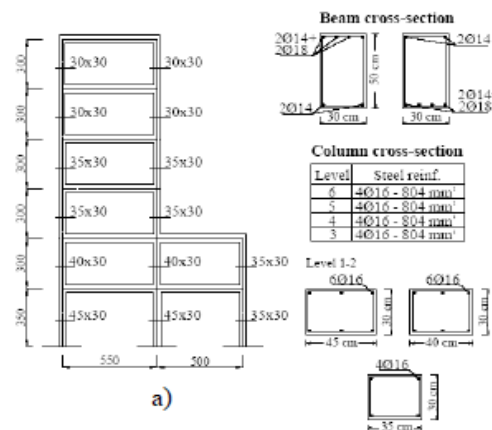 Beam cross-section
2Ø14+
2Ø18
2Ø14
50 cm
2Ø14
2Ø14
2Ø18
30 cm
30 cm
Column cross-section
Level Steel reinf.
6 4Ø16 - 804 mm²
5 4Ø16 - 804 mm²
4 4Ø16 - 804 mm²
3 4Ø16 - 804 mm²
Level 1-2
6Ø16
6Ø16
30 cm
30 cm
45 cm
40 cm
4Ø16
30 cm
35 cm
300
30x30
30x30
300
30x30
30x30
300
35x30
35x30
300
35x30
35x30
300
40x30
40x30
35x30
350
45x30
45x30
35x30
550
500
a)